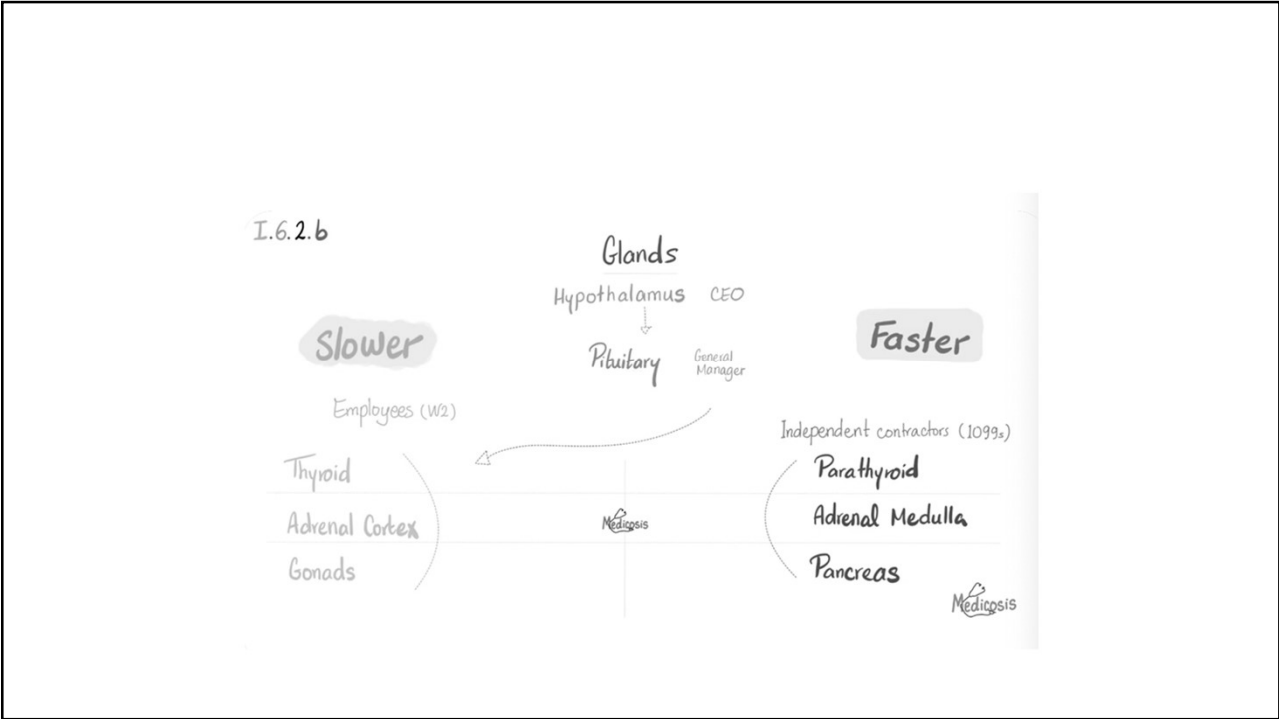 I.6.2.b
Glands
Hypothalamus CEO
Pituitary General Manager
Slower
Employees (W2)
Thyroid
Adrenal Cortex
Gonads
Faster
Independent contractors (1099s)
Parathyroid
Adrenal Medulla
Pancreas
Medicosis
Medicosis